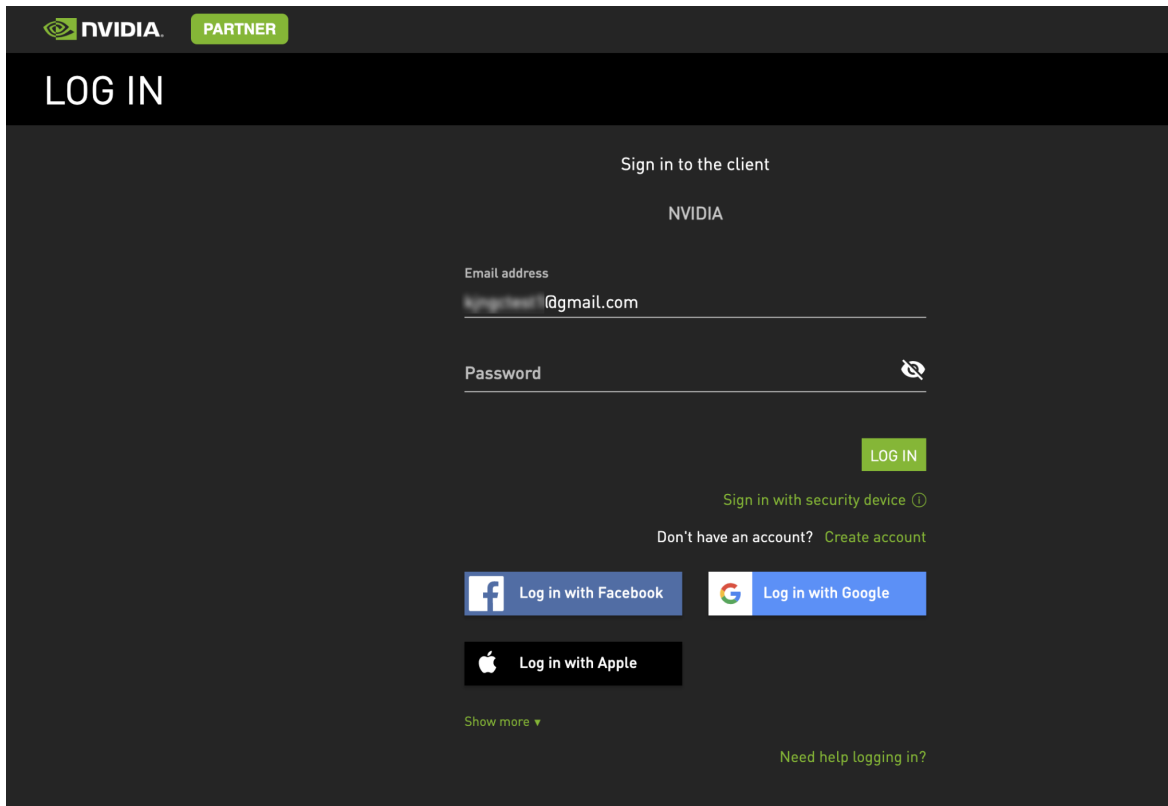 NVIDIA. PARTNER
LOG IN
Sign in to the client
NVIDIA
Email address
@gmail.com
Password
LOG IN
Sign in with security device
Don't have an account? Create account
Log in with Facebook
Log in with Google
Log in with Apple
Show more
Need help logging in?